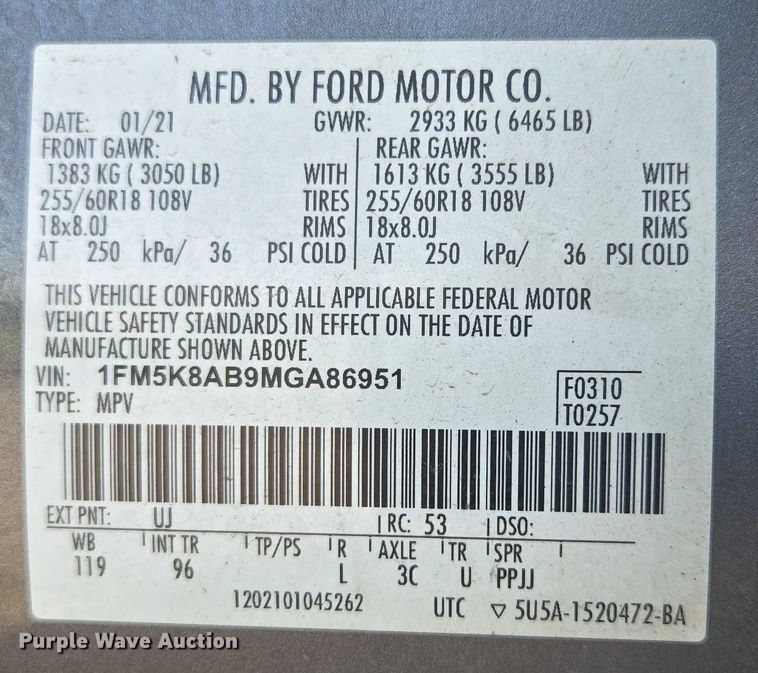 MFD. BY FORD MOTOR CO.
DATE: 01/21 GVWR: 2933 KG ( 6465 LB)
FRONT GAWR: REAR GAWR:
1383 KG ( 3050 LB) WITH 1613 KG ( 3555 LB) WITH
255/60R18 108V TIRES 255/60R18 108V TIRES
18x8.0J RIMS 18x8.0J RIMS
AT 250 kPa/ 36 PSI COLD AT 250 kPa/ 36 PSI COLD
THIS VEHICLE CONFORMS TO ALL APPLICABLE FEDERAL MOTOR
VEHICLE SAFETY STANDARDS IN EFFECT ON THE DATE OF
MANUFACTURE SHOWN ABOVE.
VIN: 1FM5K8AB9MGA86951 F0310
TYPE: MPV T0257
EXT PNT: UJ RC: 53 DSO:
WB INT TR TP/PS R AXLE TR SPR
119 96 L 3C U PPJJ
1202101045262 UTC ▽ 5U5A-1520472-BA
Purple Wave Auction